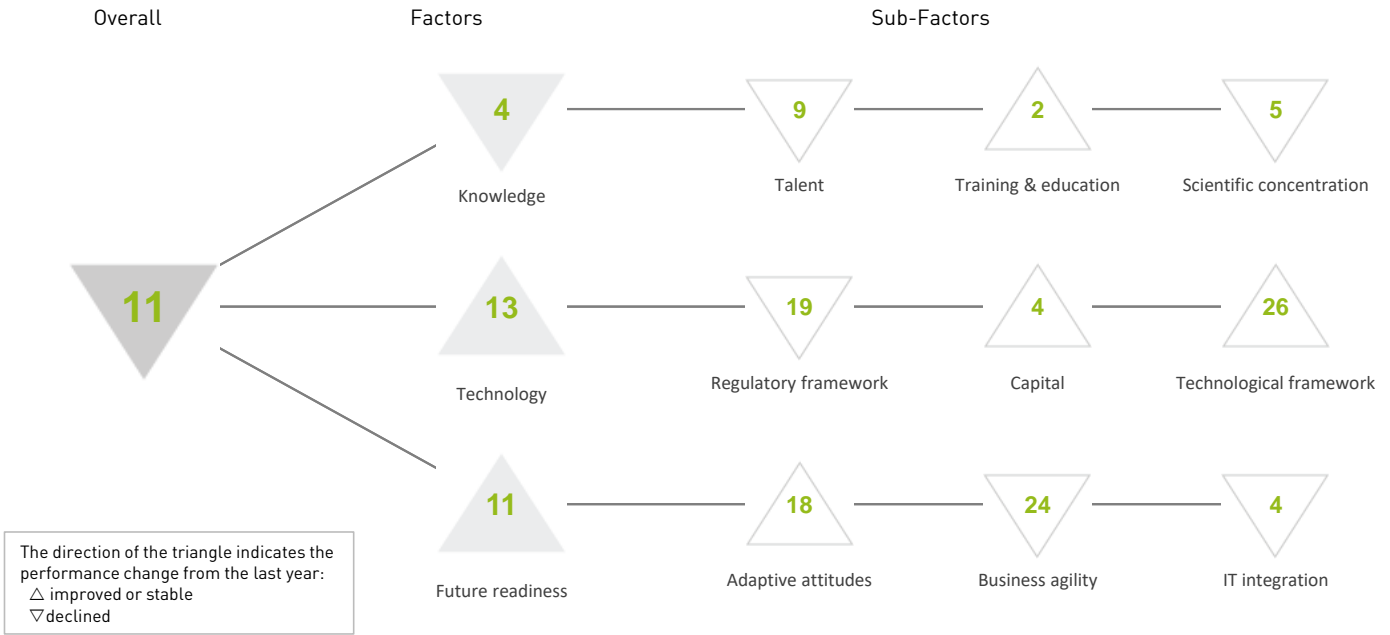 Overall
Factors
Sub-Factors
4
9
2
5
Knowledge
Talent
Training & education
Scientific concentration
11
13
19
4
26
Technology
Regulatory framework
Capital
Technological framework
11
18
24
4
Future readiness
Adaptive attitudes
Business agility
IT integration
The direction of the triangle indicates the
performance change from the last year:
△ improved or stable
▽ declined